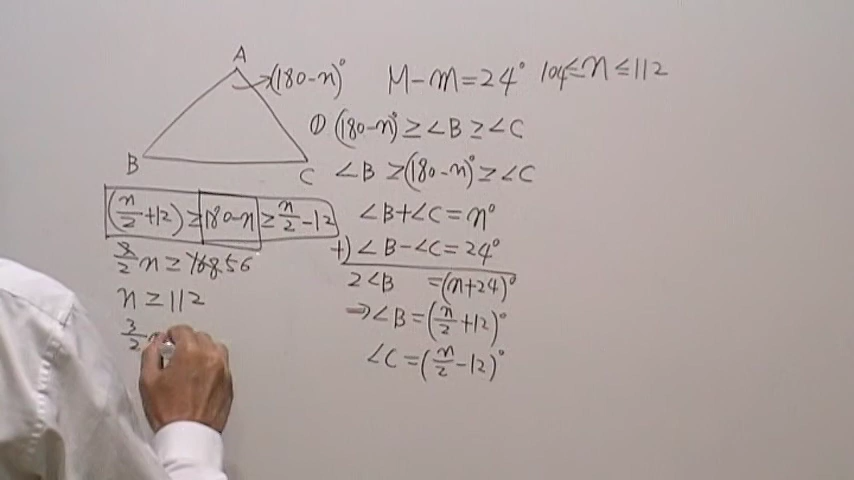 A
(180-n)°
B
C
M-m=24° 104≤n≤112
① (180-n)°≥∠B≥∠C
∠B≥(180-n)°≥∠C
∠B+∠C=n°
+) ∠B-∠C=24°
2∠B =(n+24)°
⇒∠B=(n/2+12)°
∠C=(n/2-12)°
(n/2+12)≥180-n≥n/2-12
n≥112
3/2